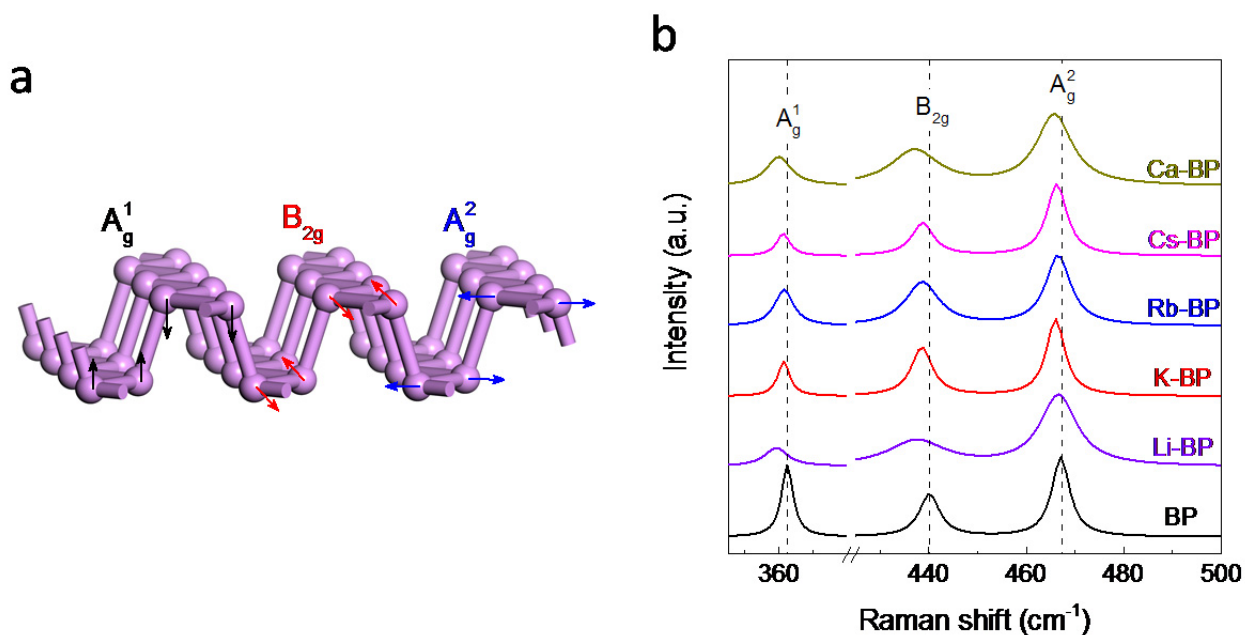 a
A¹g
B₂g
A²g
b
A¹g
B₂g
A²g
Ca-BP
Cs-BP
Rb-BP
K-BP
Li-BP
BP
Intensity (a.u.)
360 440 460 480 500
Raman shift (cm⁻¹)